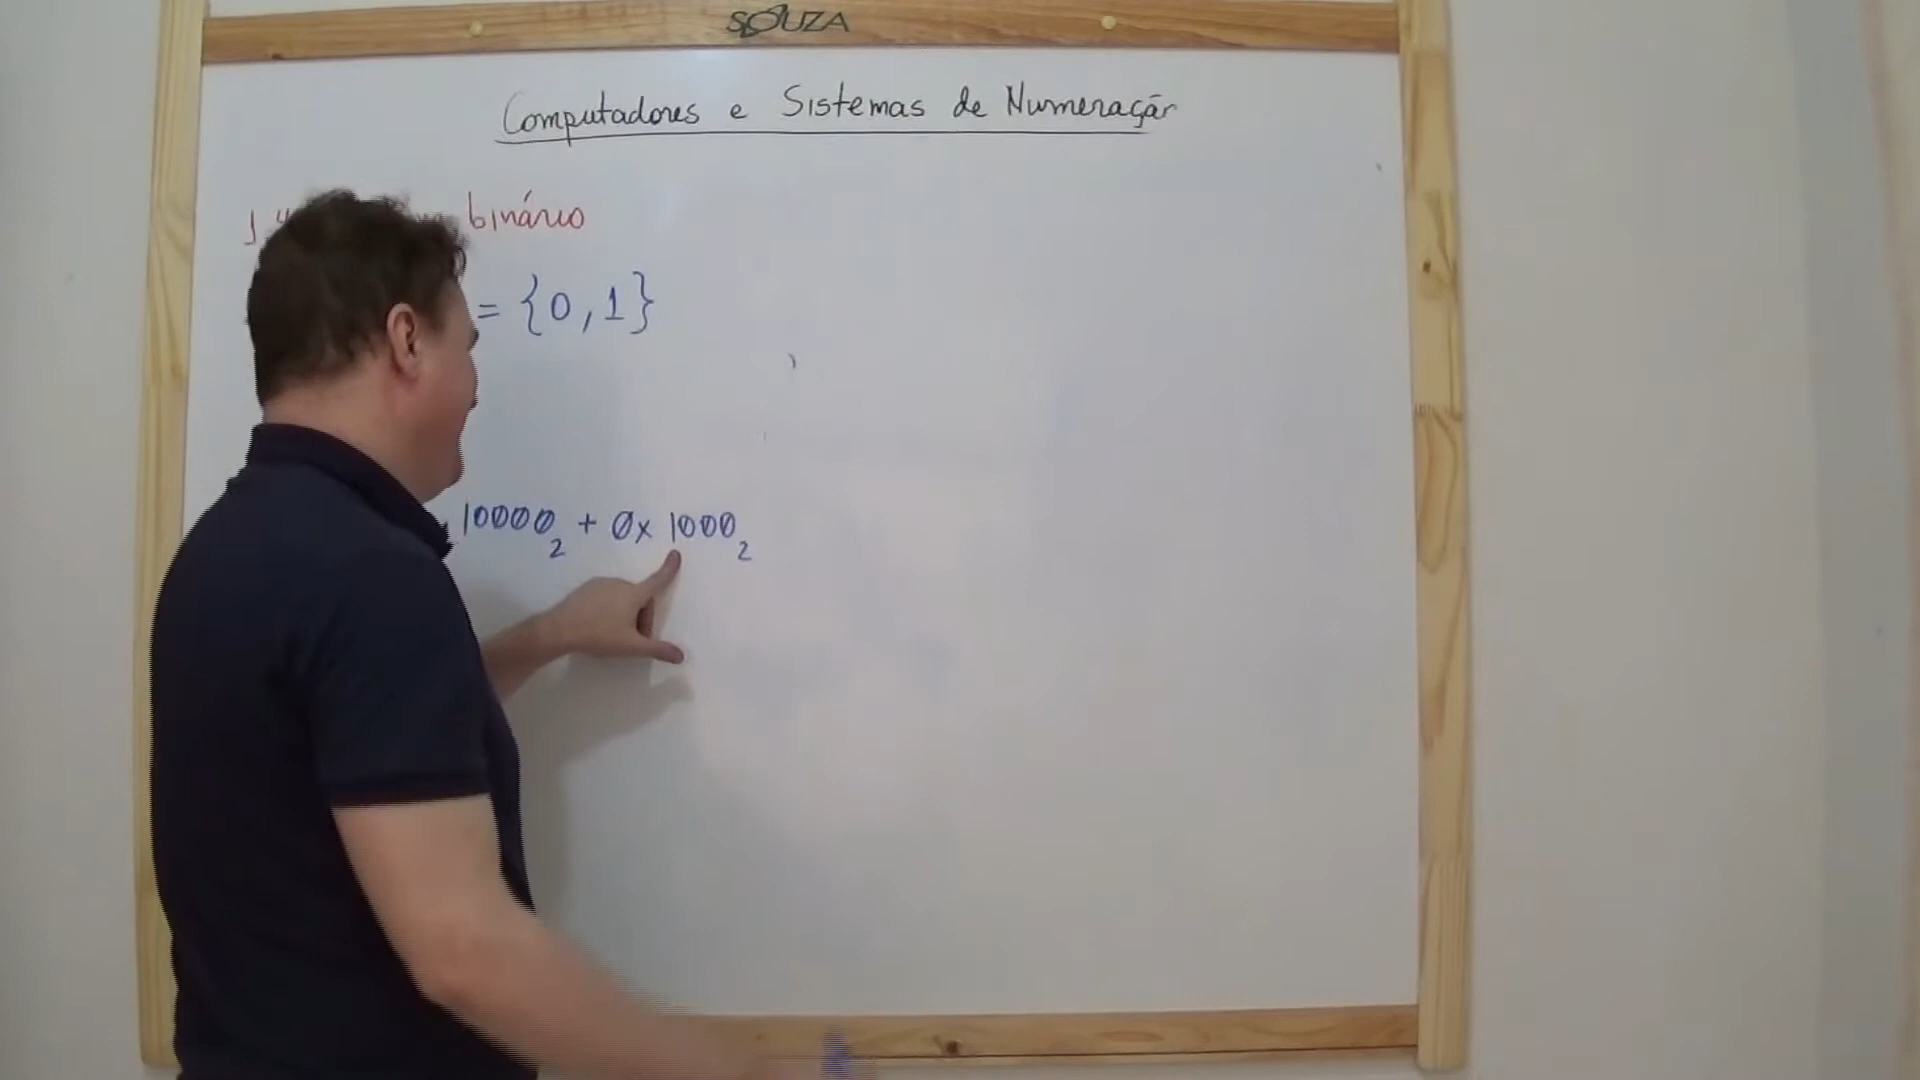 SOUZA
Computadores e Sistemas de Numeração
binário
= {0,1}
10000₂ + 0x 1000₂